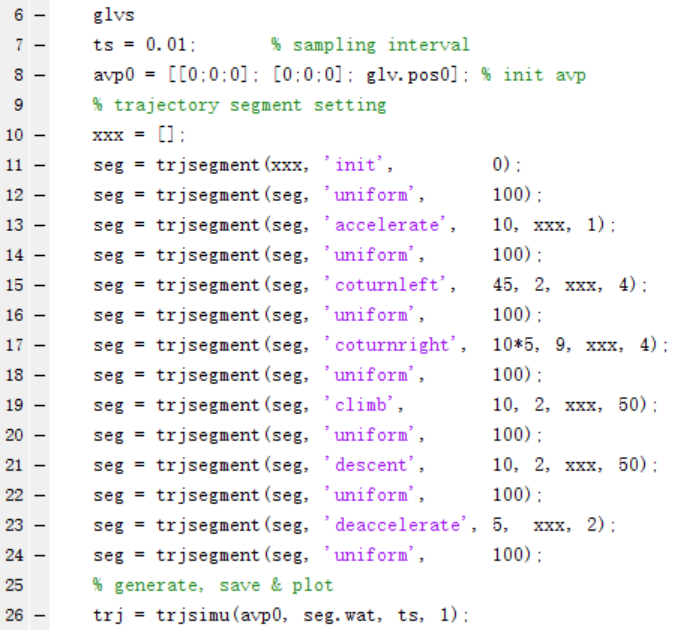 6 – glvs
7 – ts = 0.01;        % sampling interval
8 – avp0 = [[0;0;0]; [0;0;0]; glv.pos0]; % init avp
9   % trajectory segment setting
10 – xxx = [];
11 – seg = trjsegment(xxx, 'init',         0);
12 – seg = trjsegment(seg, 'uniform',      100);
13 – seg = trjsegment(seg, 'accelerate',   10, xxx, 1);
14 – seg = trjsegment(seg, 'uniform',      100);
15 – seg = trjsegment(seg, 'coturnleft',   45, 2, xxx, 4);
16 – seg = trjsegment(seg, 'uniform',      100);
17 – seg = trjsegment(seg, 'coturnright',  10*5, 9, xxx, 4);
18 – seg = trjsegment(seg, 'uniform',      100);
19 – seg = trjsegment(seg, 'climb',        10, 2, xxx, 50);
20 – seg = trjsegment(seg, 'uniform',      100);
21 – seg = trjsegment(seg, 'descent',      10, 2, xxx, 50);
22 – seg = trjsegment(seg, 'uniform',      100);
23 – seg = trjsegment(seg, 'deaccelerate', 5,  xxx, 2);
24 – seg = trjsegment(seg, 'uniform',      100);
25   % generate, save & plot
26 – trj = trjsimu(avp0, seg.wat, ts, 1);